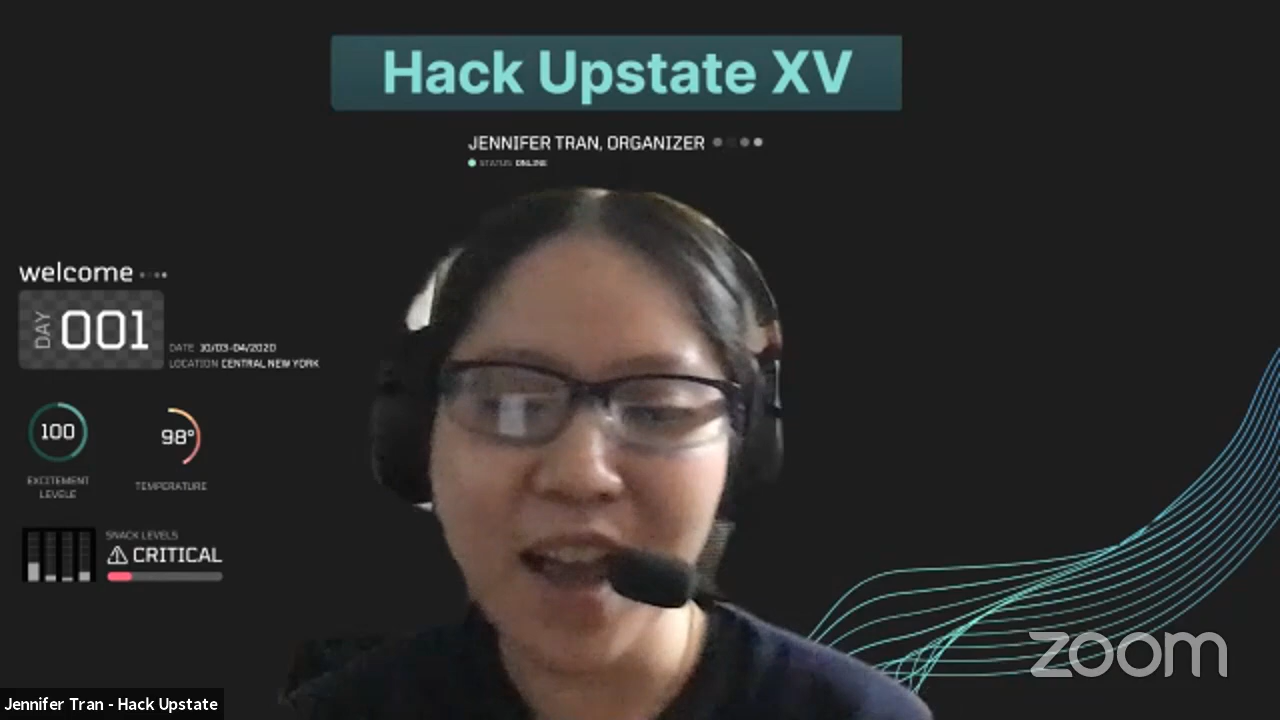 Hack Upstate XV
JENNIFER TRAN, ORGANIZER
STATUS ONLINE
welcome
DAY 001
DATE 10/03-04/2020
LOCATION CENTRAL NEW YORK
100
98°
EXCITEMENT
LEVELS
TEMPERATURE
SNACK LEVELS
CRITICAL
zoom
Jennifer Tran - Hack Upstate